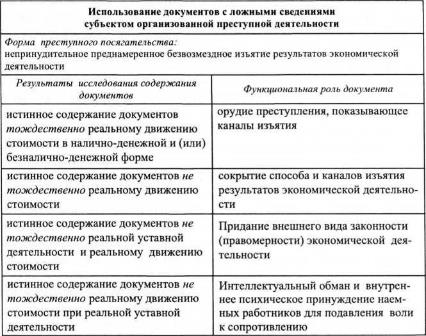 Использование документов с ложными сведениями
субъектом организованной преступной деятельности
Форма преступного посягательства:
непринудительное преднамеренное безвозмездное изъятие результатов экономической
деятельности
Результаты исследования содержания
документов
Функциональная роль документа
истинное содержание документов
тождественно реальному движению
стоимости в налично-денежной и (или)
безналично-денежной форме
орудие преступления, показывающее
каналы изъятия
истинное содержание документов не
тождественно реальному движению
стоимости
сокрытие способа и каналов изъятия
результатов экономической деятельно-
сти
истинное содержание документов не
тождественно реальной уставной
деятельности и реальному движению
стоимости
Придание внешнего вида законности
(правомерности) экономической дея-
тельности
истинное содержание документов не
тождественно реальному движению
стоимости при реальной уставной
деятельности
Интеллектуальный обман и внутрен-
нее психическое принуждение наем-
ных работников для подавления воли
к сопротивлению